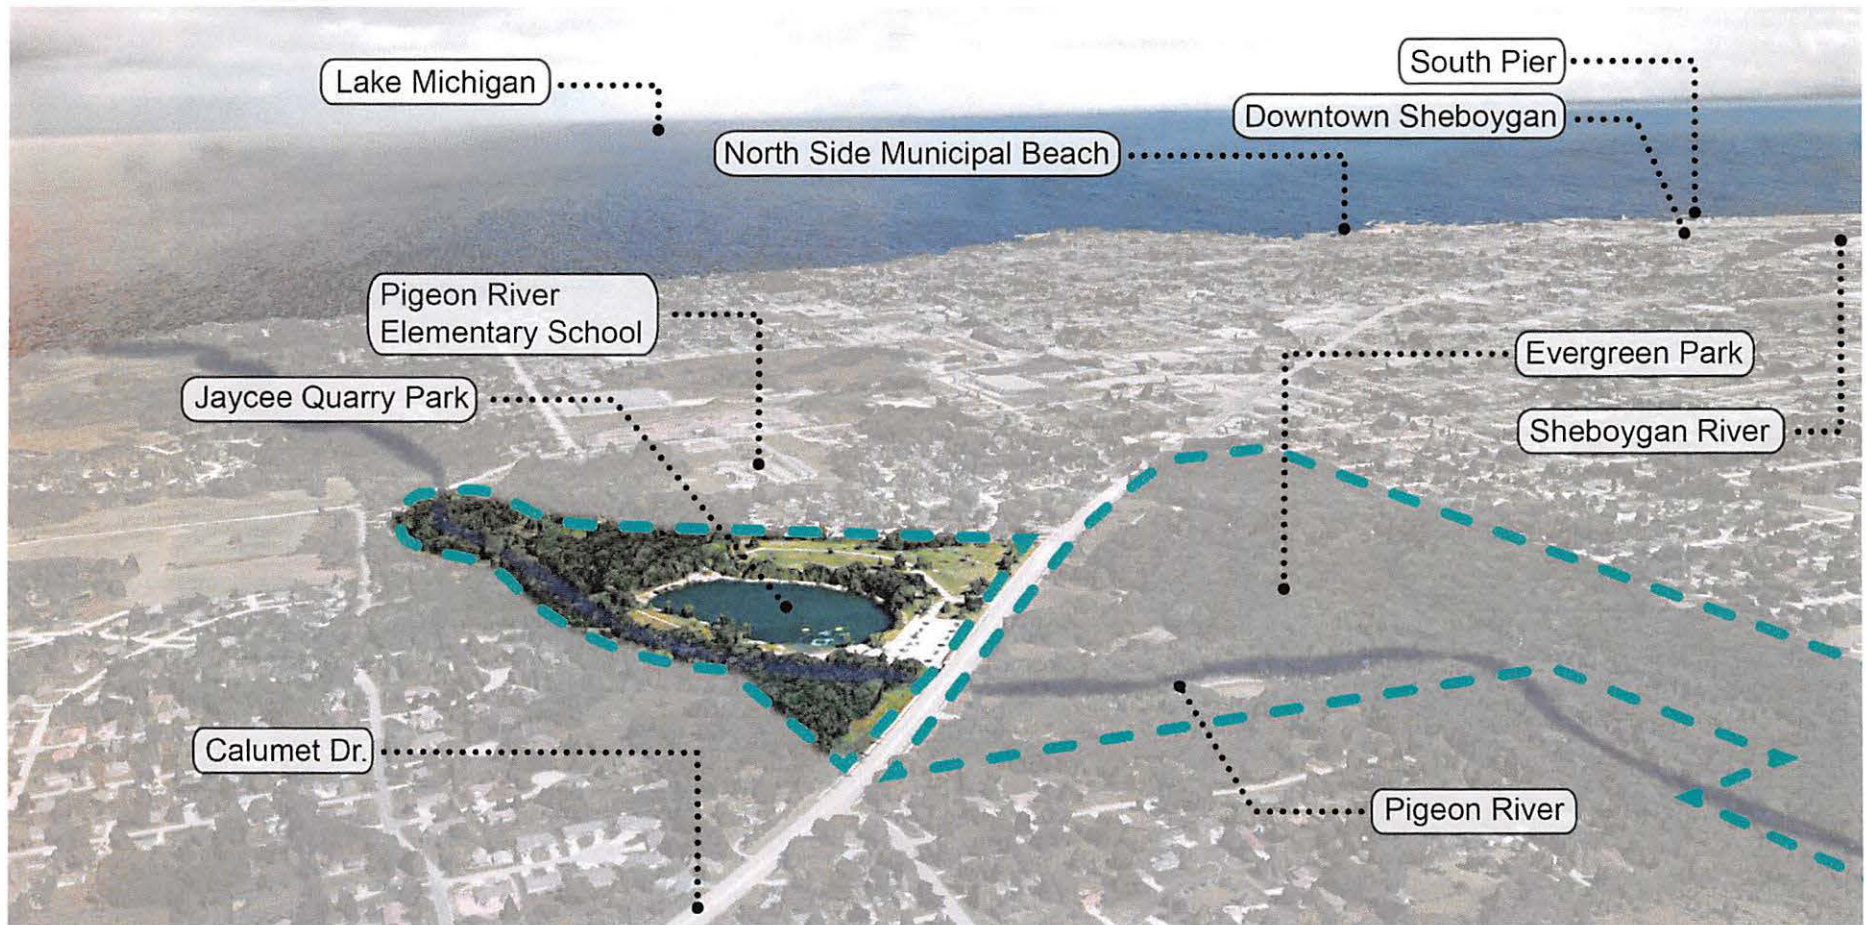 Lake Michigan
South Pier
Downtown Sheboygan
North Side Municipal Beach
Pigeon River
Elementary School
Evergreen Park
Jaycee Quarry Park
Sheboygan River
Calumet Dr.
Pigeon River